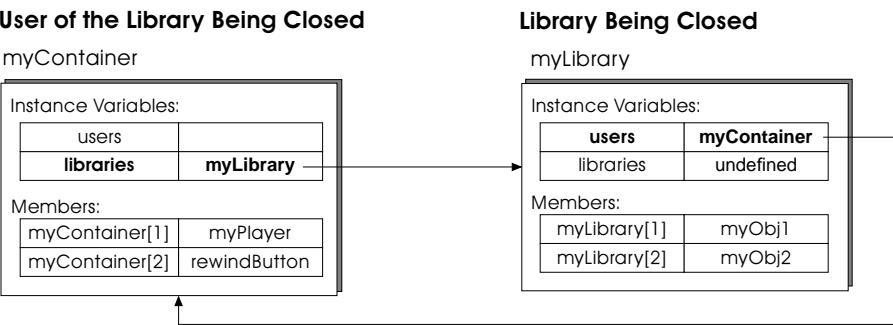 User of the Library Being Closed
myContainer
Instance Variables:
users
libraries myLibrary
Members:
myContainer[1] myPlayer
myContainer[2] rewindButton
Library Being Closed
myLibrary
Instance Variables:
users myContainer
libraries undefined
Members:
myLibrary[1] myObj1
myLibrary[2] myObj2